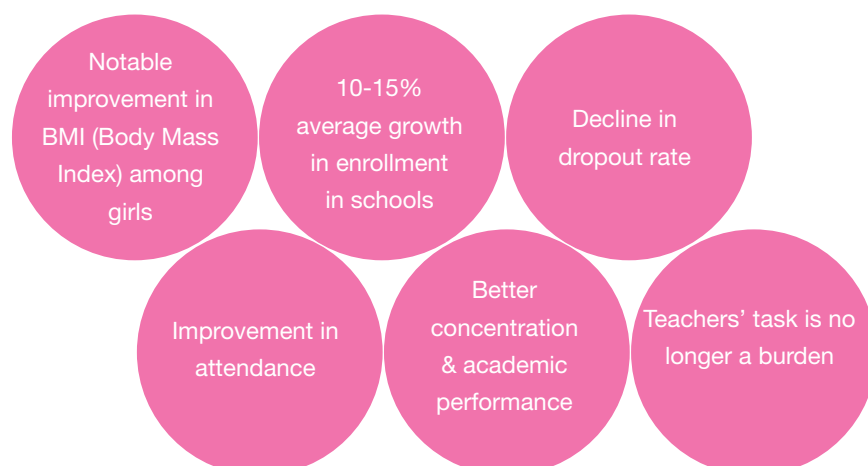 Notable
improvement in
BMI (Body Mass
Index) among
girls
10-15%
average growth
in enrollment
in schools
Decline in
dropout rate
Improvement in
attendance
Better
concentration
& academic
performance
Teachers’ task is no
longer a burden